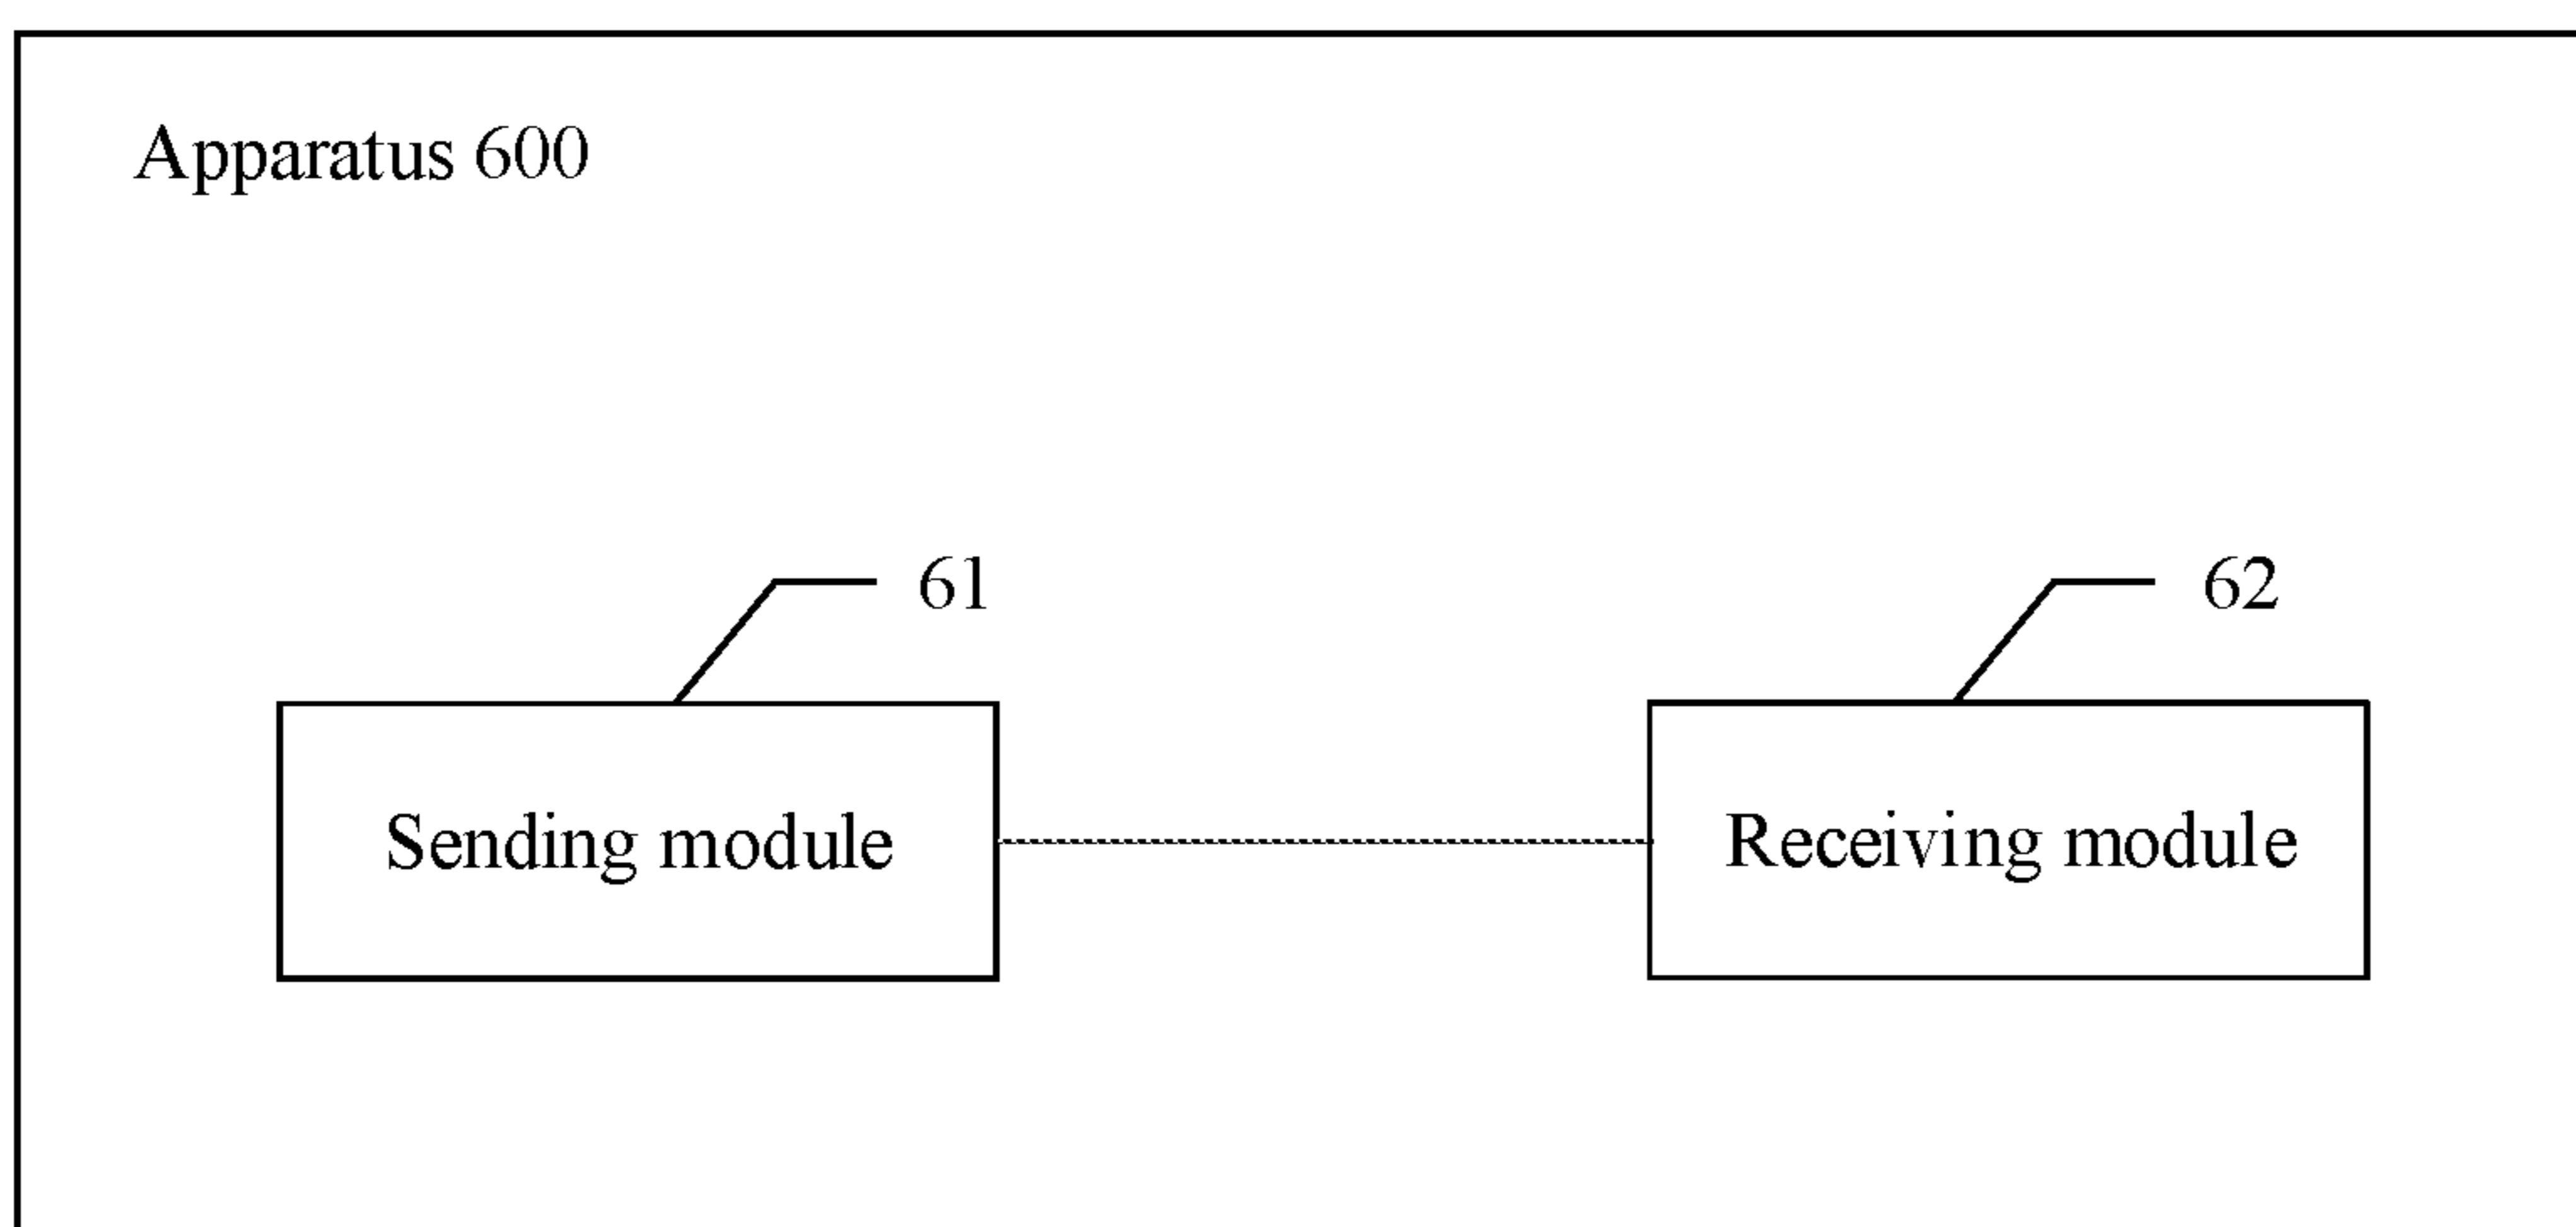 Apparatus 600
61
62
Sending module
Receiving module